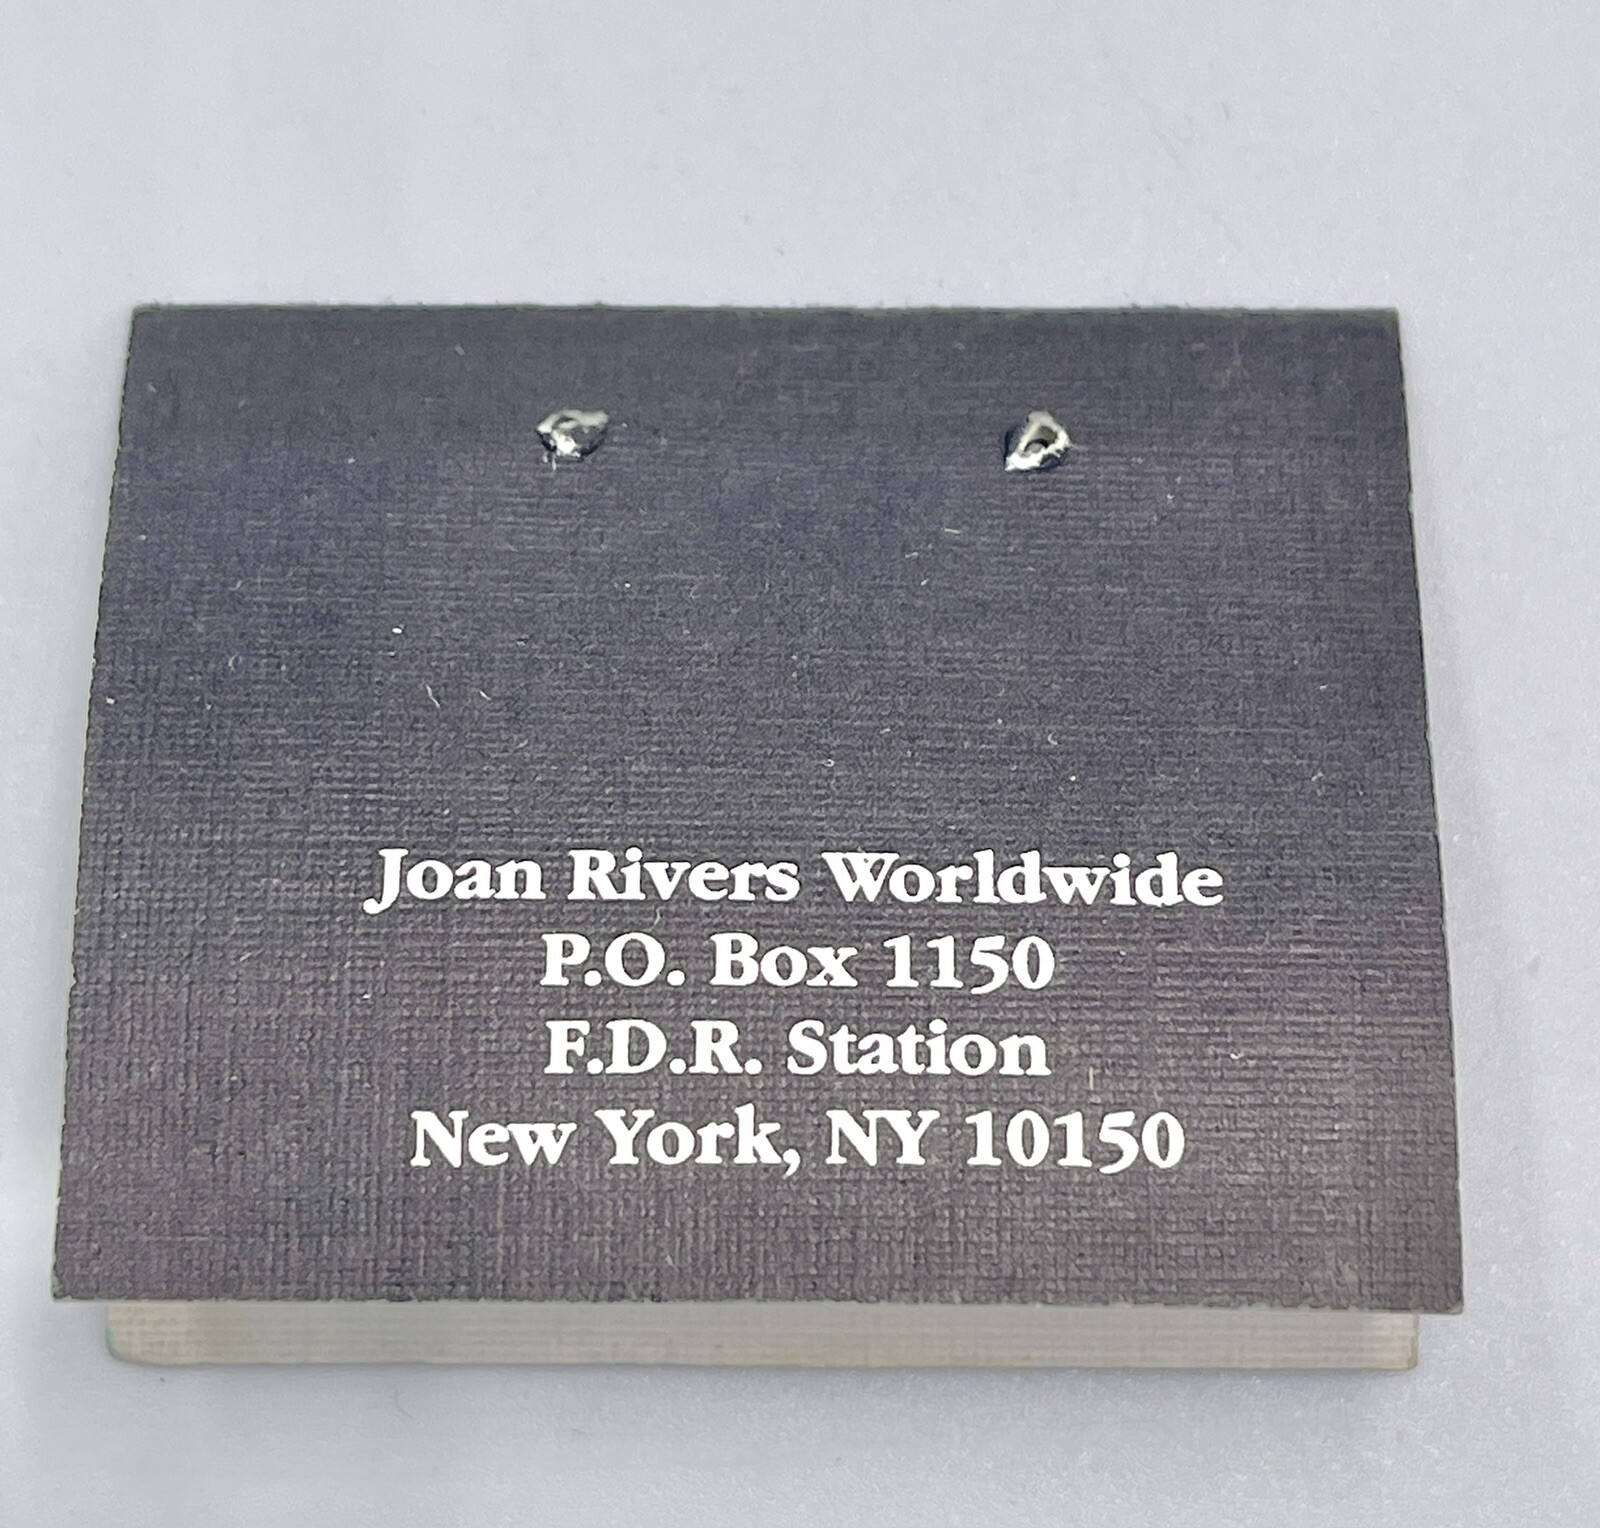 Joan Rivers Worldwide
P.O. Box 1150
F.D.R. Station
New York, NY 10150